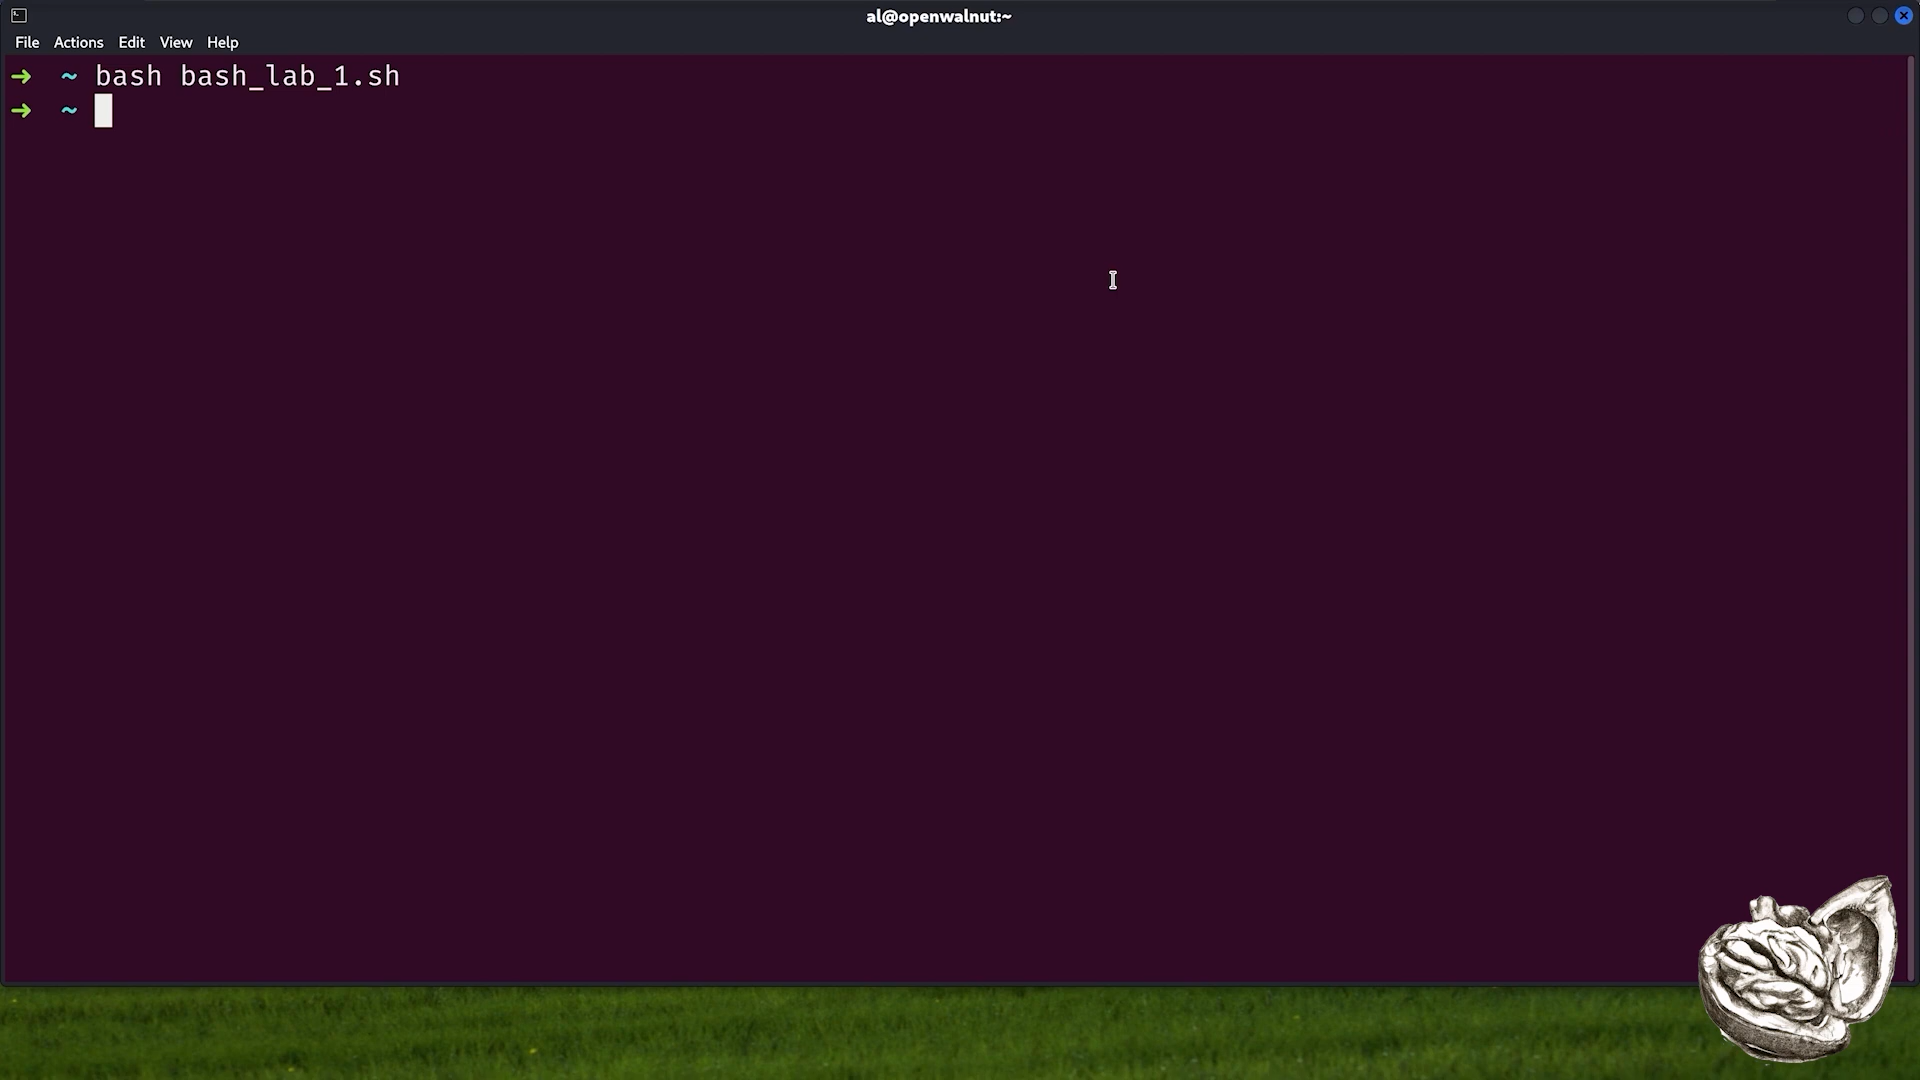 al@openwalnut:~
File Actions Edit View Help
➜ ~ bash bash_lab_1.sh
➜ ~